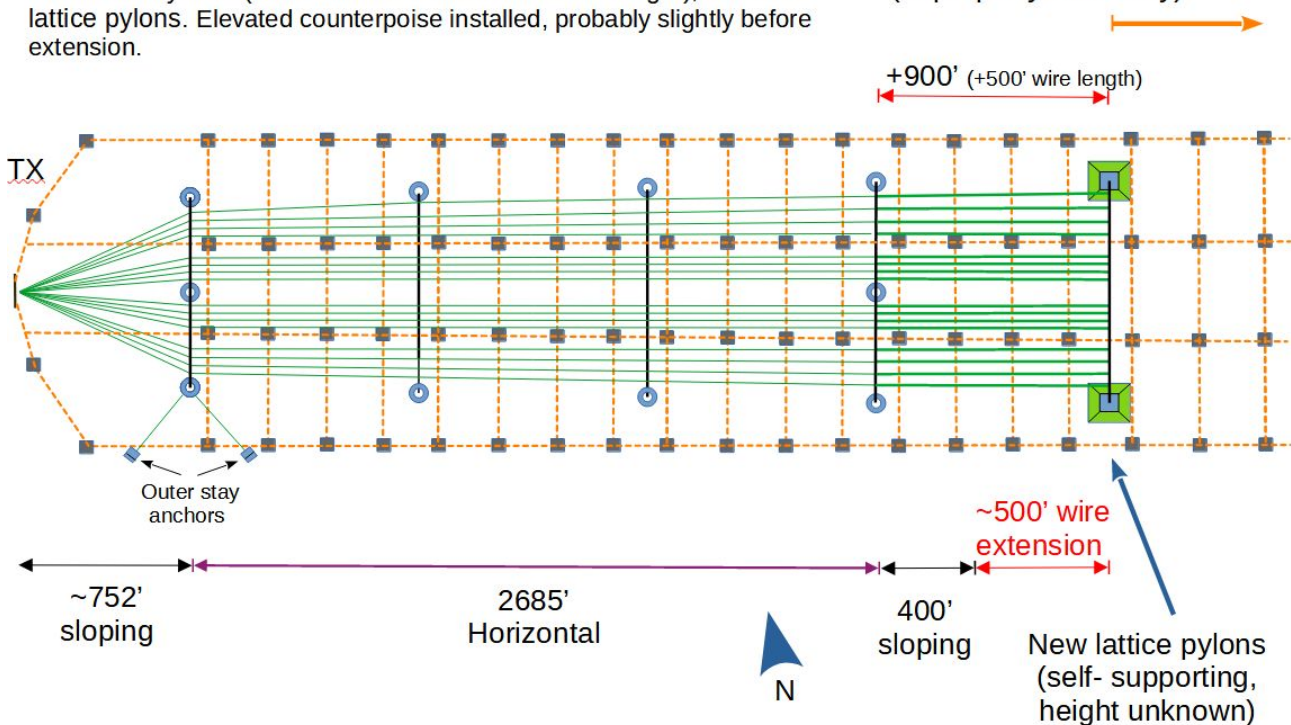 lattice pylons. Elevated counterpoise installed, probably slightly before
extension.
+900’ (+500’ wire length)
TX
Outer stay
anchors
~500’ wire
extension
~752’
sloping
2685’
Horizontal
400’
sloping
N
New lattice pylons
(self- supporting,
height unknown)